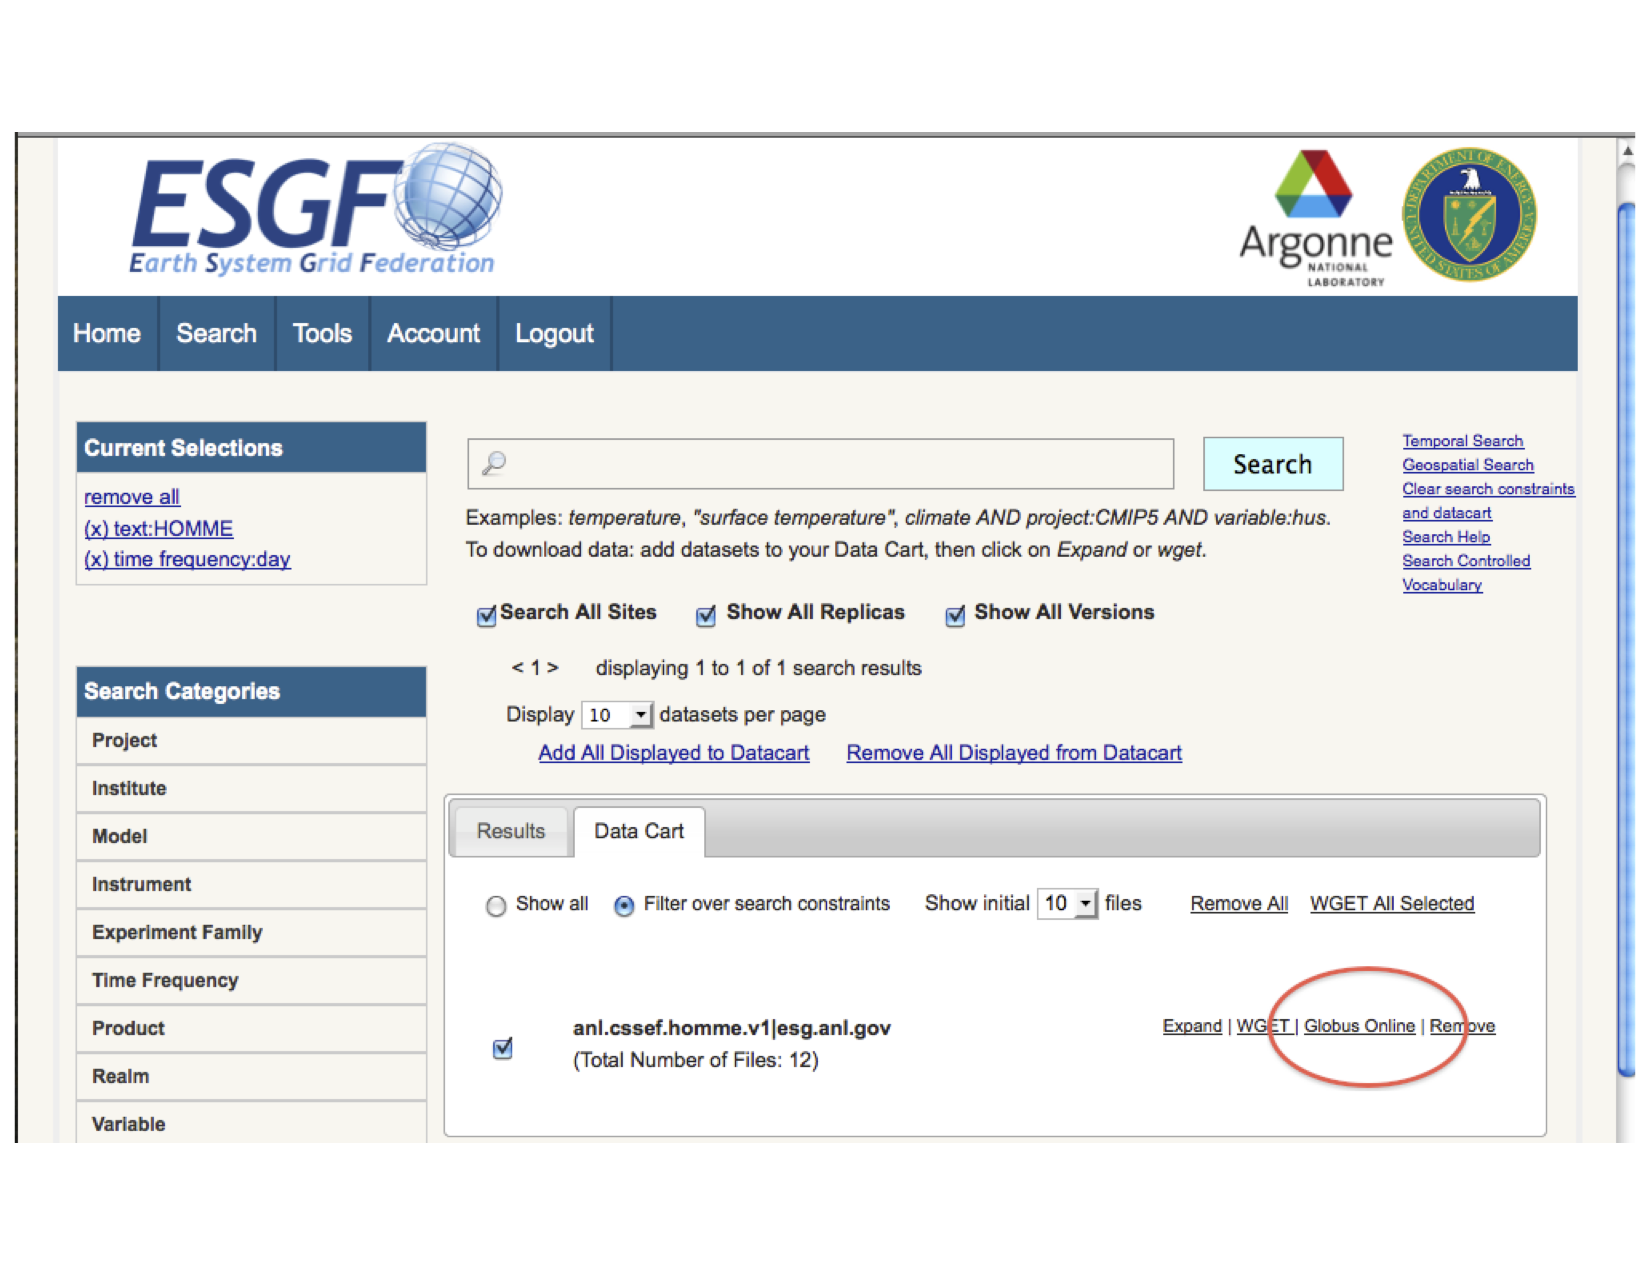 ESGF
Earth System Grid Federation
Argonne
NATIONAL
LABORATORY
DEPARTMENT OF ENERGY
UNITED STATES OF AMERICA
Home
Search
Tools
Account
Logout
Current Selections
remove all
(x) text:HOMME
(x) time frequency:day
Search Categories
Project
Institute
Model
Instrument
Experiment Family
Time Frequency
Product
Realm
Variable
Search
Examples: temperature, "surface temperature", climate AND project:CMIP5 AND variable:hus.
To download data: add datasets to your Data Cart, then click on Expand or wget.
Search All Sites
Show All Replicas
Show All Versions
< 1 > displaying 1 to 1 of 1 search results
Display 10 datasets per page
Add All Displayed to Datacart
Remove All Displayed from Datacart
Temporal Search
Geospatial Search
Clear search constraints
and datacart
Search Help
Search Controlled
Vocabulary
Results
Data Cart
Show all
Filter over search constraints
Show initial 10 files
Remove All
WGET All Selected
anl.cssef.homme.v1|esg.anl.gov
(Total Number of Files: 12)
Expand | WGET | Globus Online | Remove